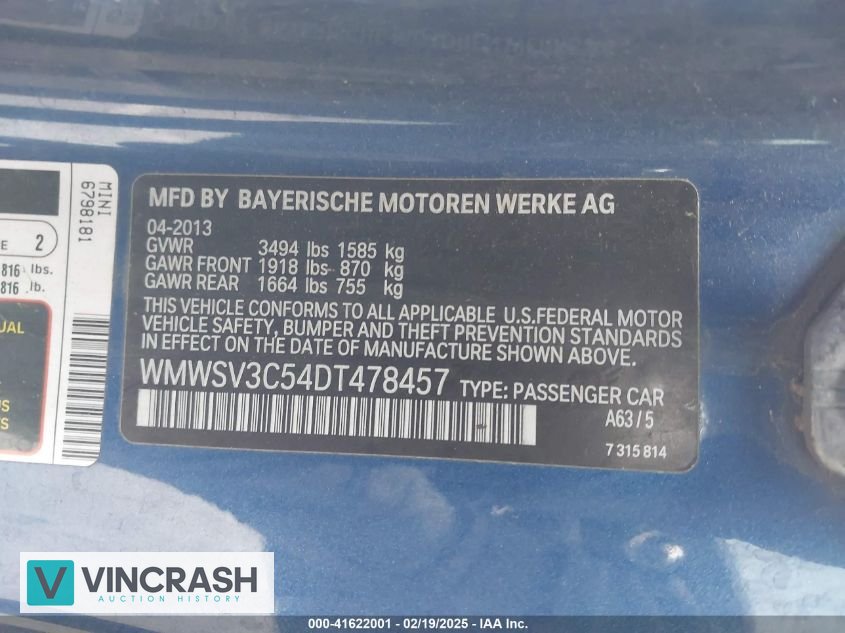 MINI
6798181
2
816 lbs.
816 lb.
MFD BY BAYERISCHE MOTOREN WERKE AG
04-2013
GVWR 3494 lbs 1585 kg
GAWR FRONT 1918 lbs- 870 kg
GAWR REAR 1664 lbs 755 kg
THIS VEHICLE CONFORMS TO ALL APPLICABLE U.S.FEDERAL MOTOR
VEHICLE SAFETY, BUMPER AND THEFT PREVENTION STANDARDS
IN EFFECT ON THE DATE OF MANUFACTURE SHOWN ABOVE.
WMWSV3C54DT478457 TYPE: PASSENGER CAR
A63/5
7 315 814
VINCRASH
AUCTION HISTORY
000-41622001 - 02/19/2025 - IAA Inc.